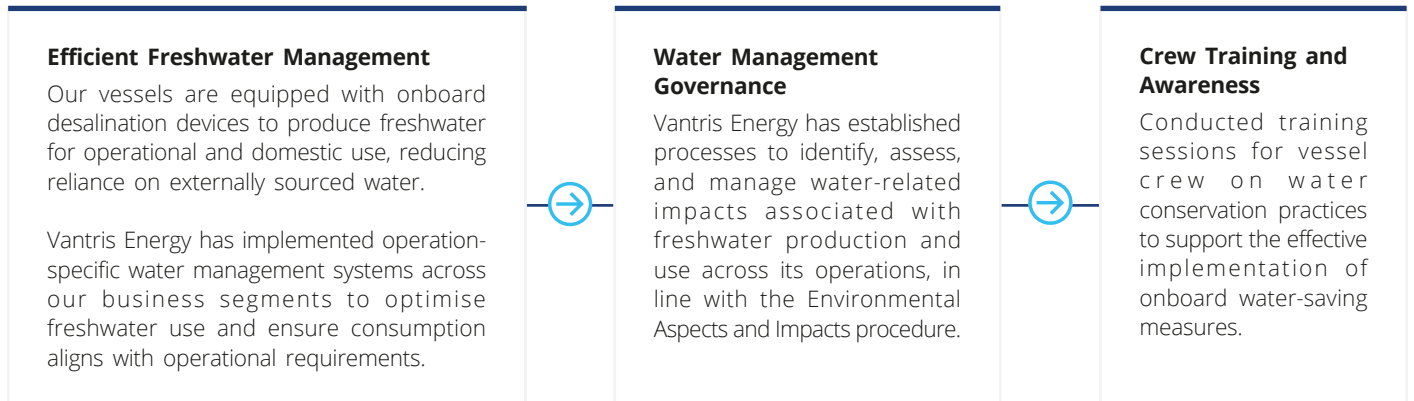 Efficient Freshwater Management
Our vessels are equipped with onboard
desalination devices to produce freshwater
for operational and domestic use, reducing
reliance on externally sourced water.
Vantris Energy has implemented operation-
specific water management systems across
our business segments to optimise
freshwater use and ensure consumption
aligns with operational requirements.
Water Management
Governance
Vantris Energy has established
processes to identify, assess,
and manage water-related
impacts associated with
freshwater production and
use across its operations, in
line with the Environmental
Aspects and Impacts procedure.
Crew Training and
Awareness
Conducted training
sessions for vessel
crew on water
conservation practices
to support the effective
implementation of
onboard water-saving
measures.